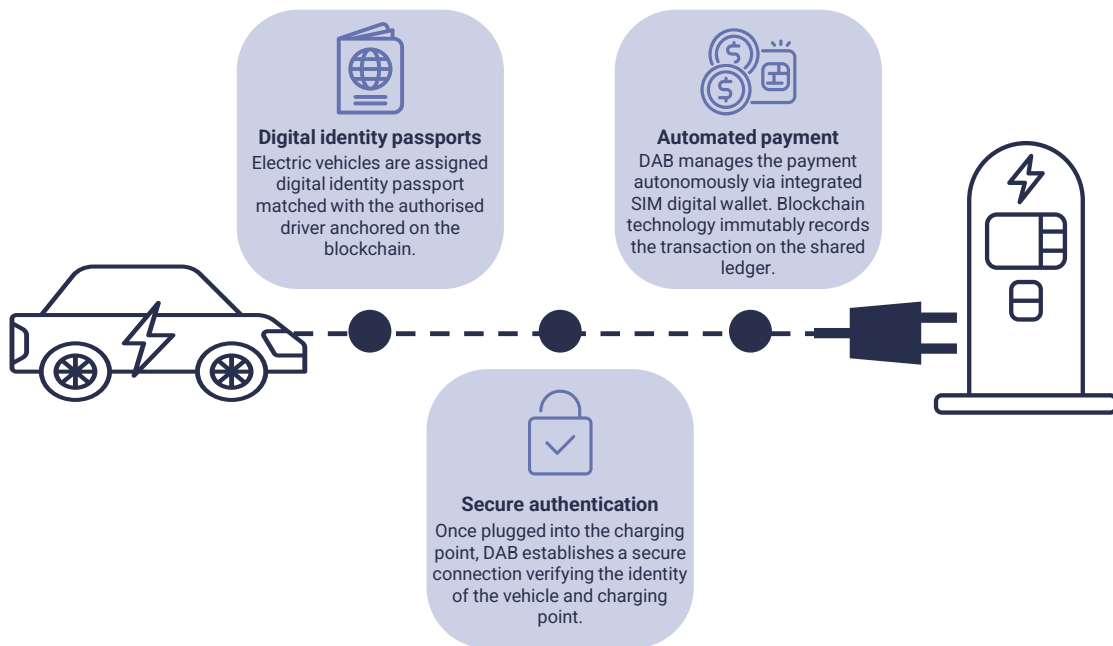 Digital identity passports
Electric vehicles are assigned
digital identity passport
matched with the authorised
driver anchored on the
blockchain.
Secure authentication
Once plugged into the charging
point, DAB establishes a secure
connection verifying the identity
of the vehicle and charging
point.
Automated payment
DAB manages the payment
autonomously via integrated
SIM digital wallet. Blockchain
technology immutably records
the transaction on the shared
ledger.